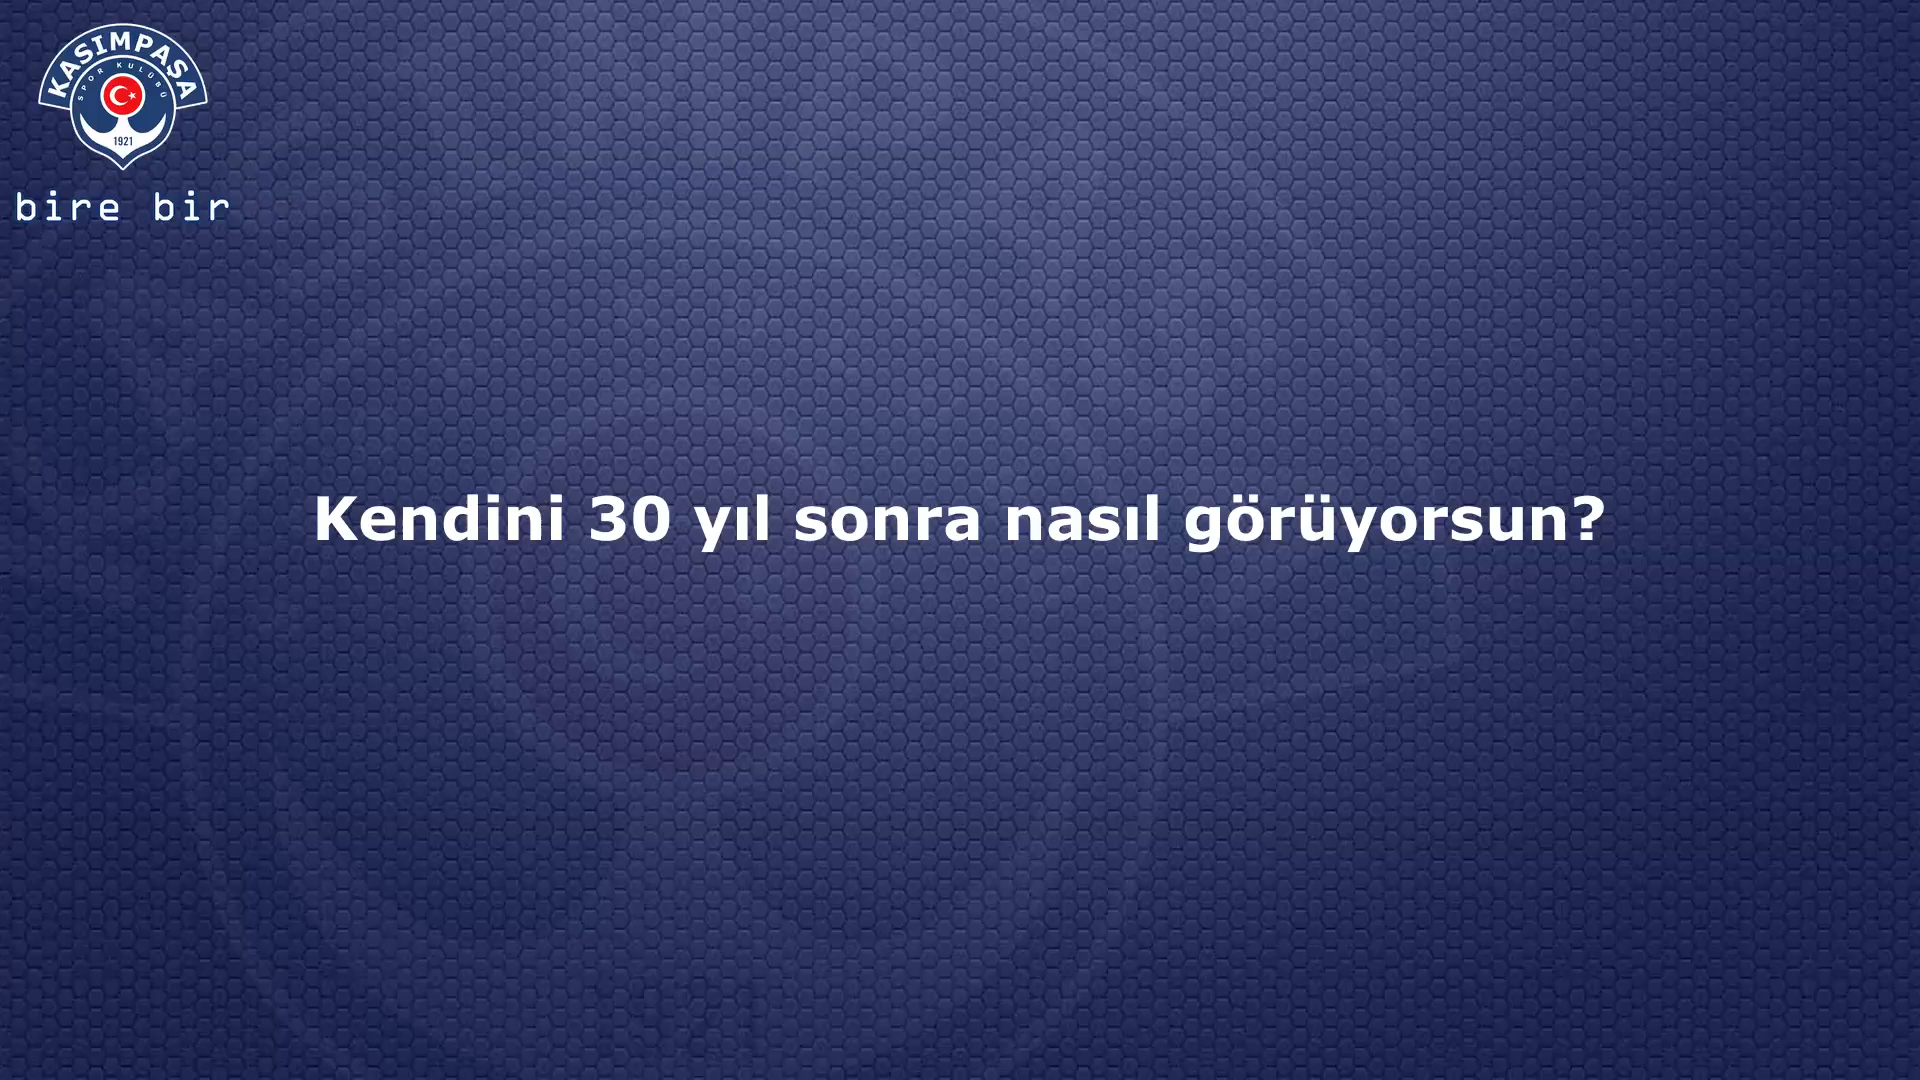 KASIMPAŞA
SPOR KULÜBÜ
1921
bire bir
Kendini 30 yıl sonra nasıl görüyorsun?